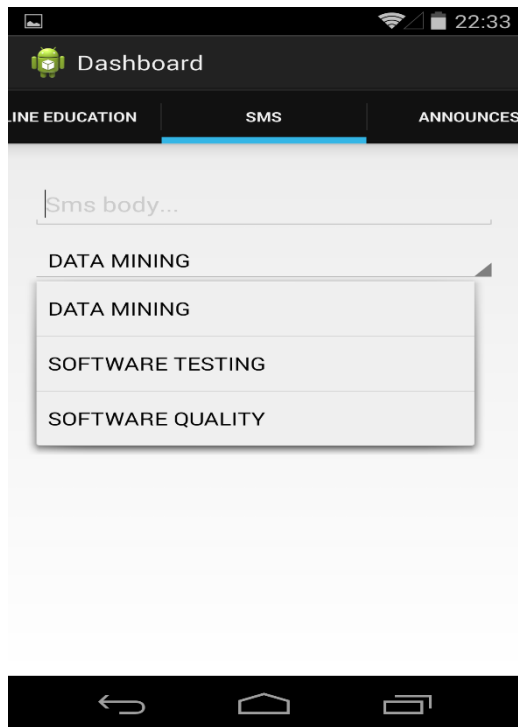 22:33
Dashboard
LINE EDUCATION SMS ANNOUNCES
Sms body...
DATA MINING
DATA MINING
SOFTWARE TESTING
SOFTWARE QUALITY